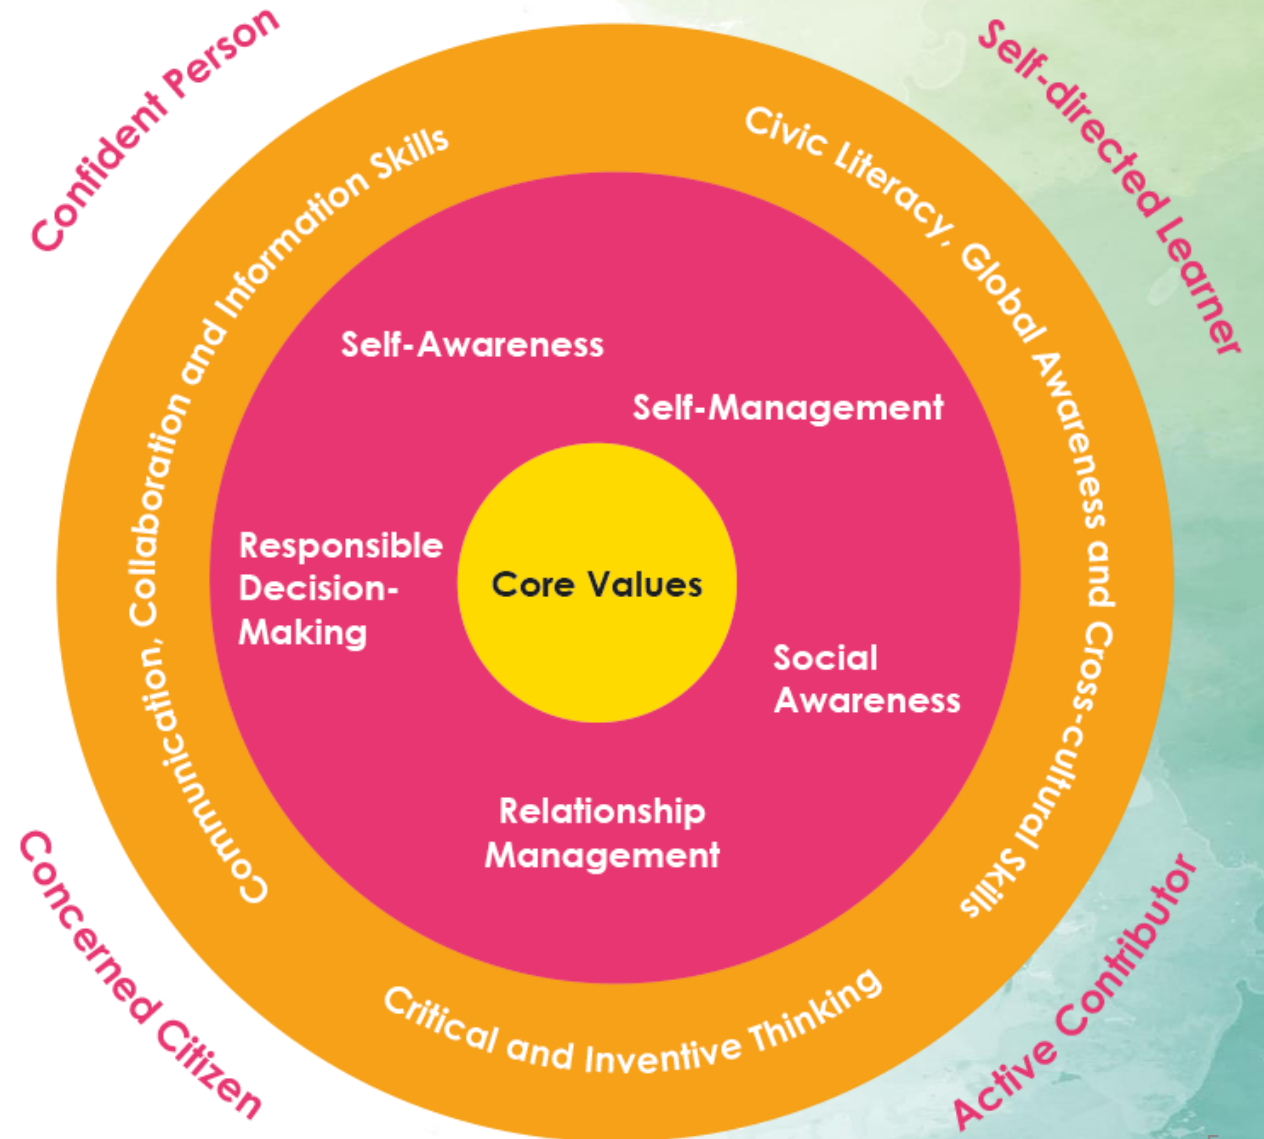 Confident Person
Self-directed Learner
Communication, Collaboration and Information Skills
Civic Literacy, Global Awareness and Cross-cultural Skills
Self-Awareness
Self-Management
Responsible
Decision-
Making
Core Values
Social
Awareness
Relationship
Management
Critical and Inventive Thinking
Concerned Citizen
Active Contributor